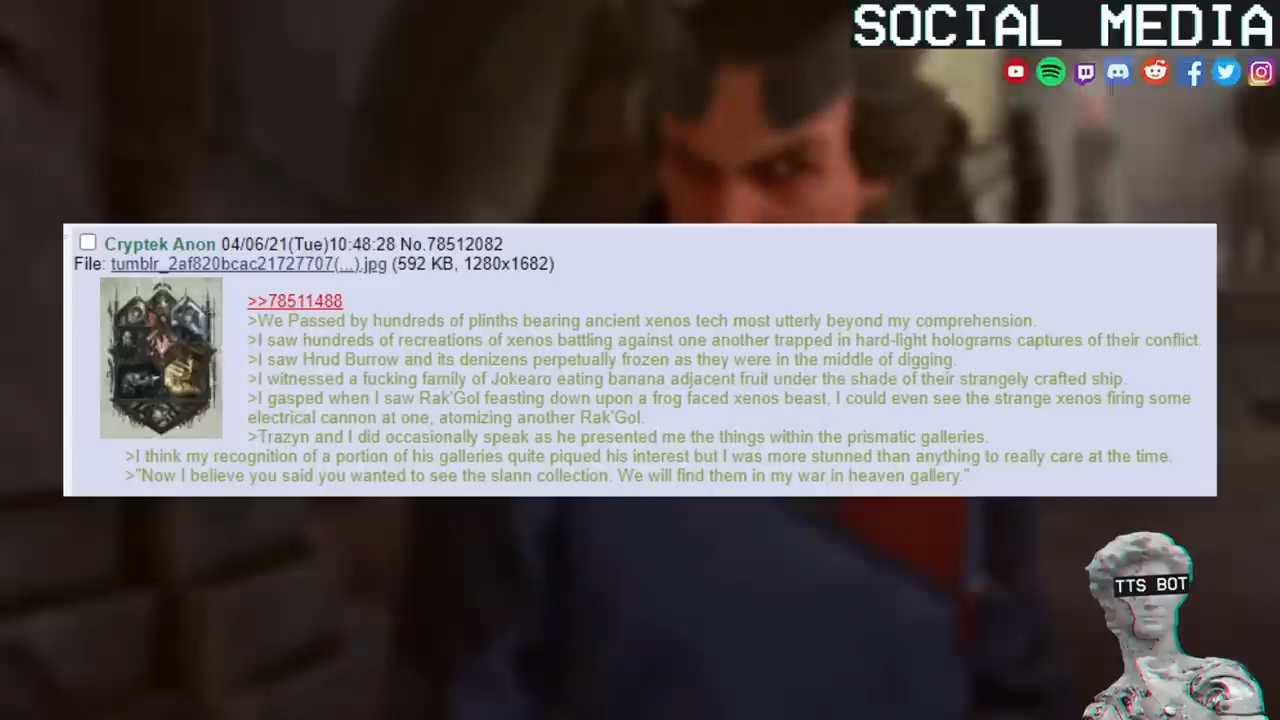 SOCIAL MEDIA
Cryptek Anon 04/06/21(Tue)10:48:28 No.78512082
File: tumblr_2af820bcac21727707(...).jpg (592 KB, 1280x1682)
>>78511488
>We Passed by hundreds of plinths bearing ancient xenos tech most utterly beyond my comprehension.
>I saw hundreds of recreations of xenos battling against one another trapped in hard-light holograms captures of their conflict.
>I saw Hrud Burrow and its denizens perpetually frozen as they were in the middle of digging.
>I witnessed a fucking family of Jokearo eating banana adjacent fruit under the shade of their strangely crafted ship.
>I gasped when I saw Rak'Gol feasting down upon a frog faced xenos beast, I could even see the strange xenos firing some
electrical cannon at one, atomizing another Rak'Gol.
>Trazyn and I did occasionally speak as he presented me the things within the prismatic galleries.
>I think my recognition of a portion of his galleries quite piqued his interest but I was more stunned than anything to really care at the time.
>"Now I believe you said you wanted to see the slann collection. We will find them in my war in heaven gallery."
TTS BOT